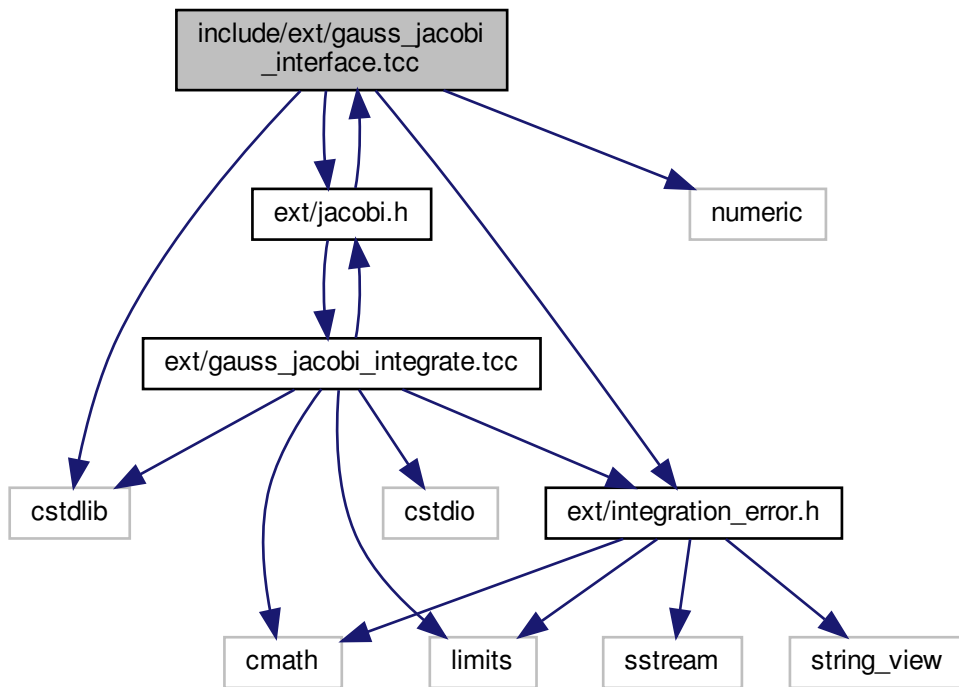 include/ext/gauss_jacobi
_interface.tcc
ext/jacobi.h
numeric
ext/gauss_jacobi_integrate.tcc
cstdlib
cstdio
ext/integration_error.h
cmath
limits
sstream
string_view